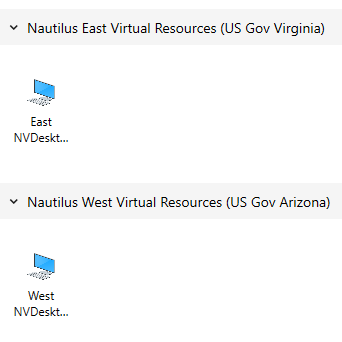 Nautilus East Virtual Resources (US Gov Virginia)
East
NVDeskt...
Nautilus West Virtual Resources (US Gov Arizona)
West
NVDeskt...